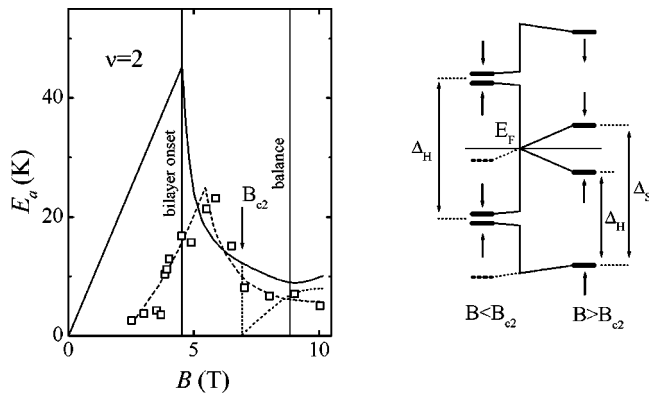 ν=2
40
20
0
E_a (K)
bilayer onset
B_c2
balance
0
5
10
B (T)
E_F
Δ_H
Δ_H
Δ_S
B<B_c2
B>B_c2